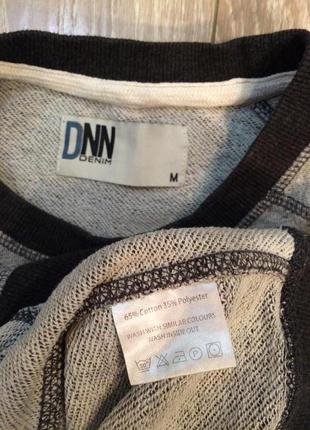 DNN
DENIM
M
65% Cotton 35% Polyester
WASH WITH SIMILAR COLOURS
WASH INSIDE OUT